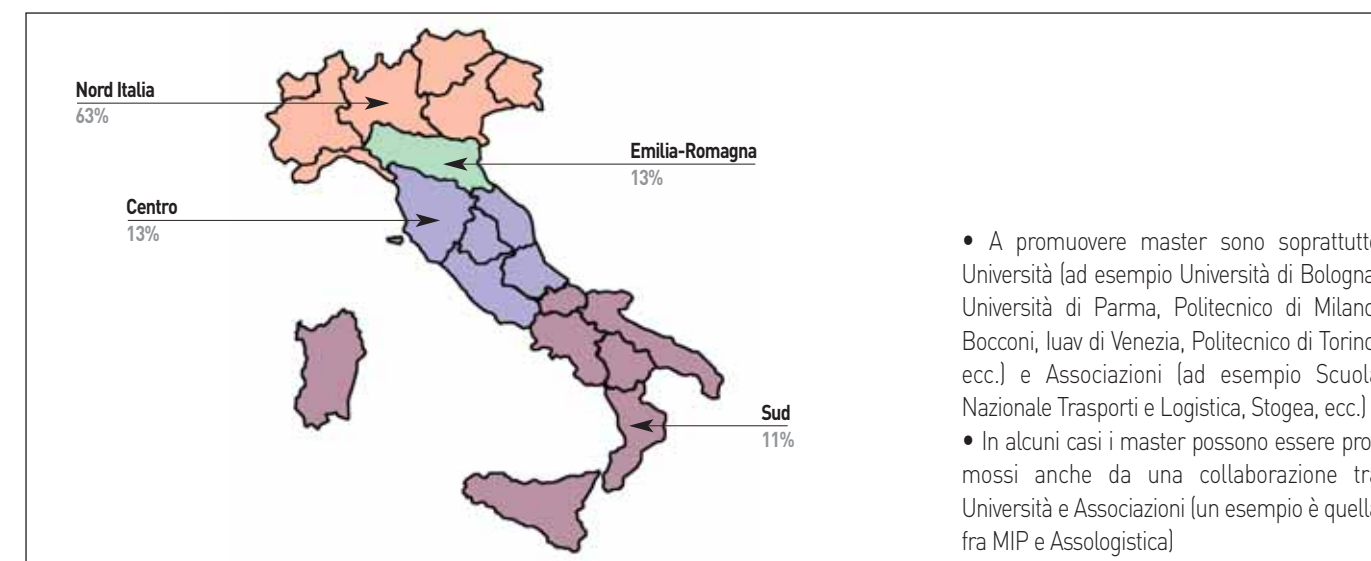 Nord Italia
63%
Emilia-Romagna
13%
Centro
13%
Sud
11%
• A promuovere master sono soprattutto
Università (ad esempio Università di Bologna
Università di Parma, Politecnico di Milano
Bocconi, Iuav di Venezia, Politecnico di Torino
ecc.) e Associazioni (ad esempio Scuola
Nazionale Trasporti e Logistica, Stogea, ecc.)
• In alcuni casi i master possono essere pro
mossi anche da una collaborazione tra
Università e Associazioni (un esempio è quella
fra MIP e Assologistica)